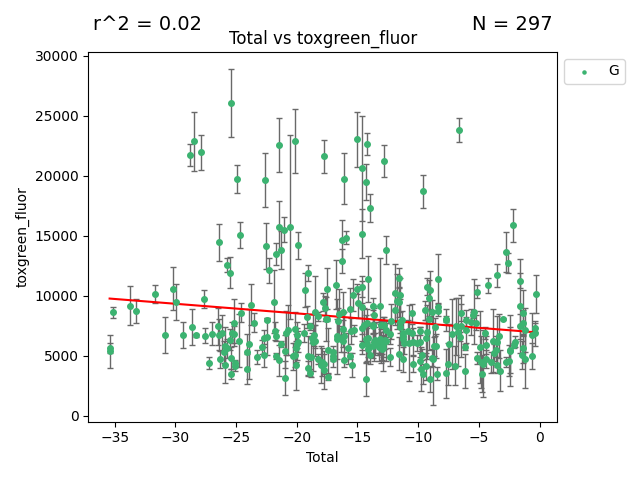 r^2 = 0.02
N = 297
Total vs toxgreen_fluor
G
toxgreen_fluor
30000
25000
20000
15000
10000
5000
0
−35
−30
−25
−20
−15
−10
−5
0
Total